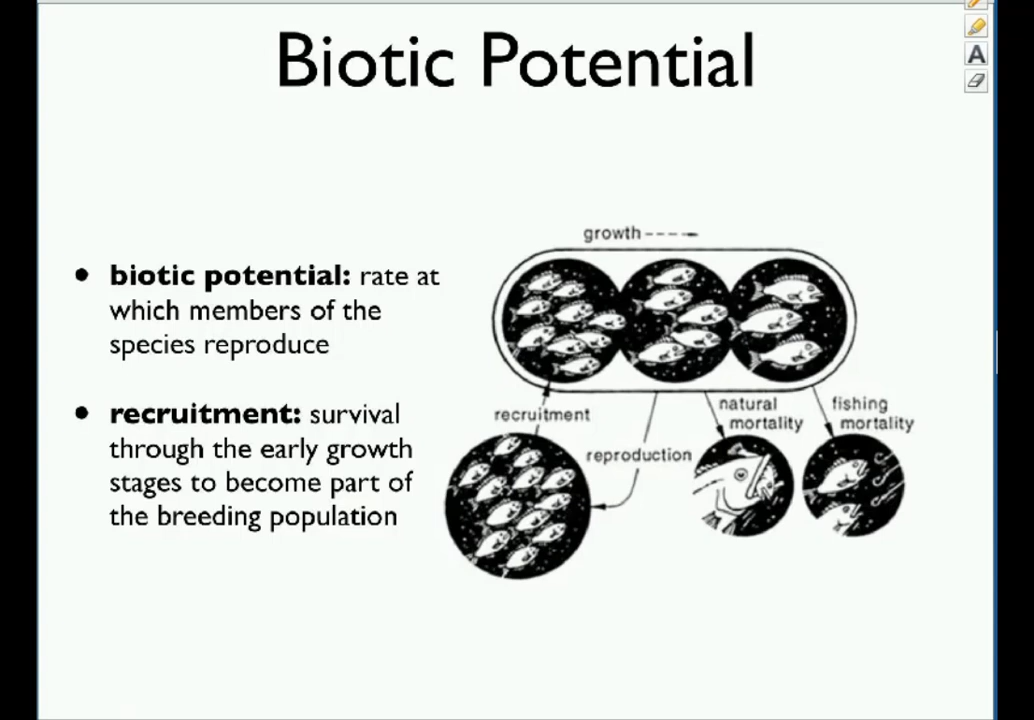 Biotic Potential
• biotic potential: rate at
which members of the
species reproduce
• recruitment: survival
through the early growth
stages to become part of
the breeding population
growth
recruitment
reproduction
natural
mortality
fishing
mortality
A